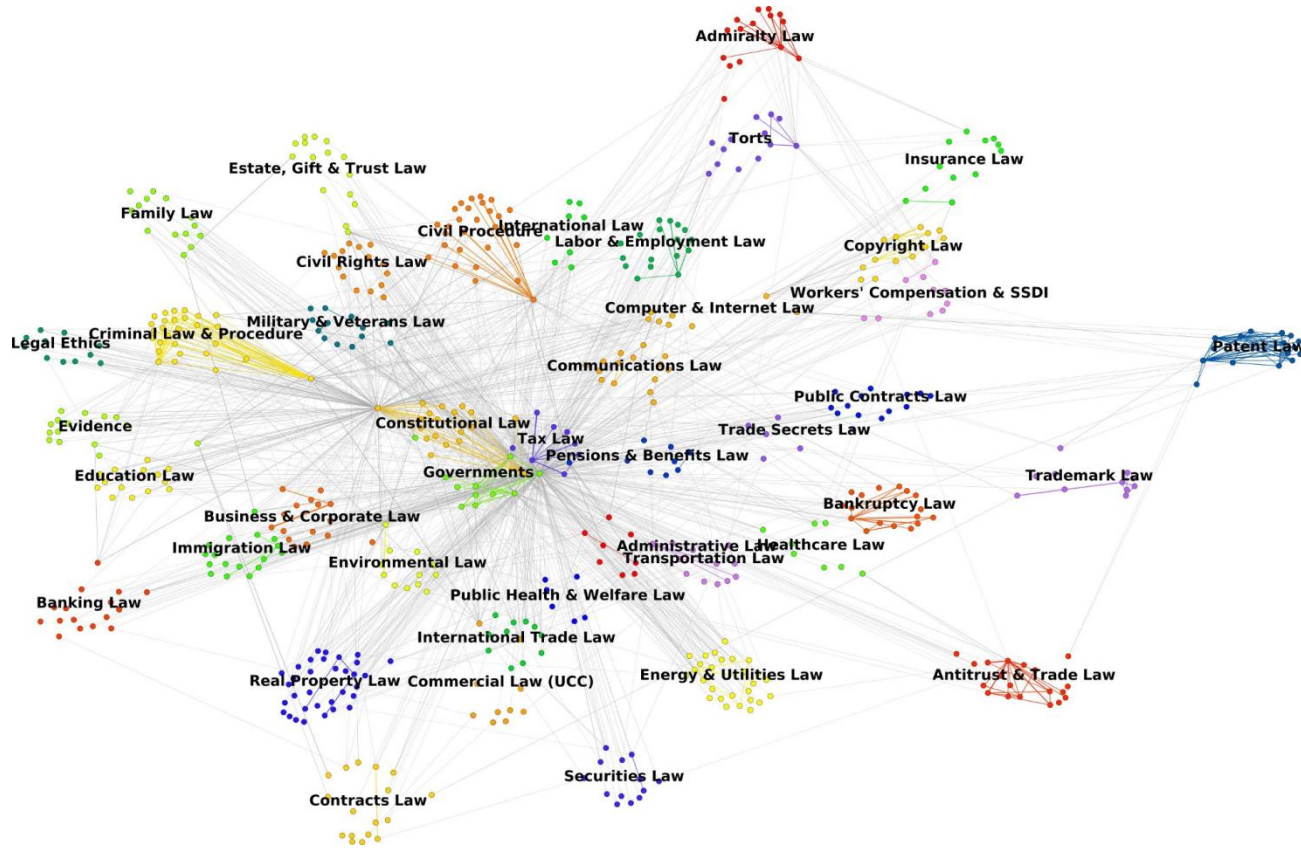 Admiralty Law
Torts
Insurance Law
Estate, Gift & Trust Law
Family Law
International Law
Civil Procedure
Labor & Employment Law
Copyright Law
Civil Rights Law
Workers' Compensation & SSDI
Computer & Internet Law
Military & Veterans Law
Criminal Law & Procedure
Legal Ethics
Patent Law
Communications Law
Public Contracts Law
Constitutional Law
Evidence
Trade Secrets Law
Tax Law
Pensions & Benefits Law
Governments
Education Law
Trademark Law
Bankruptcy Law
Business & Corporate Law
Healthcare Law
Administrative Law
Immigration Law
Transportation Law
Environmental Law
Public Health & Welfare Law
Banking Law
International Trade Law
Energy & Utilities Law
Antitrust & Trade Law
Real Property Law
Commercial Law (UCC)
Securities Law
Contracts Law